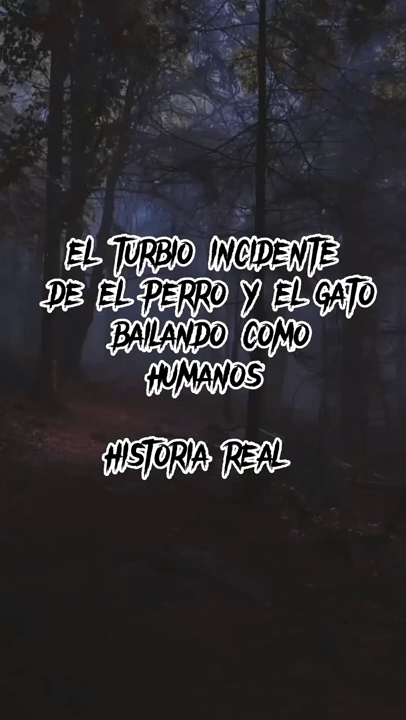 EL TURBIO INCIDENTE
DE EL PERRO Y EL GATO
BAILANDO COMO
HUMANOS
HISTORIA REAL